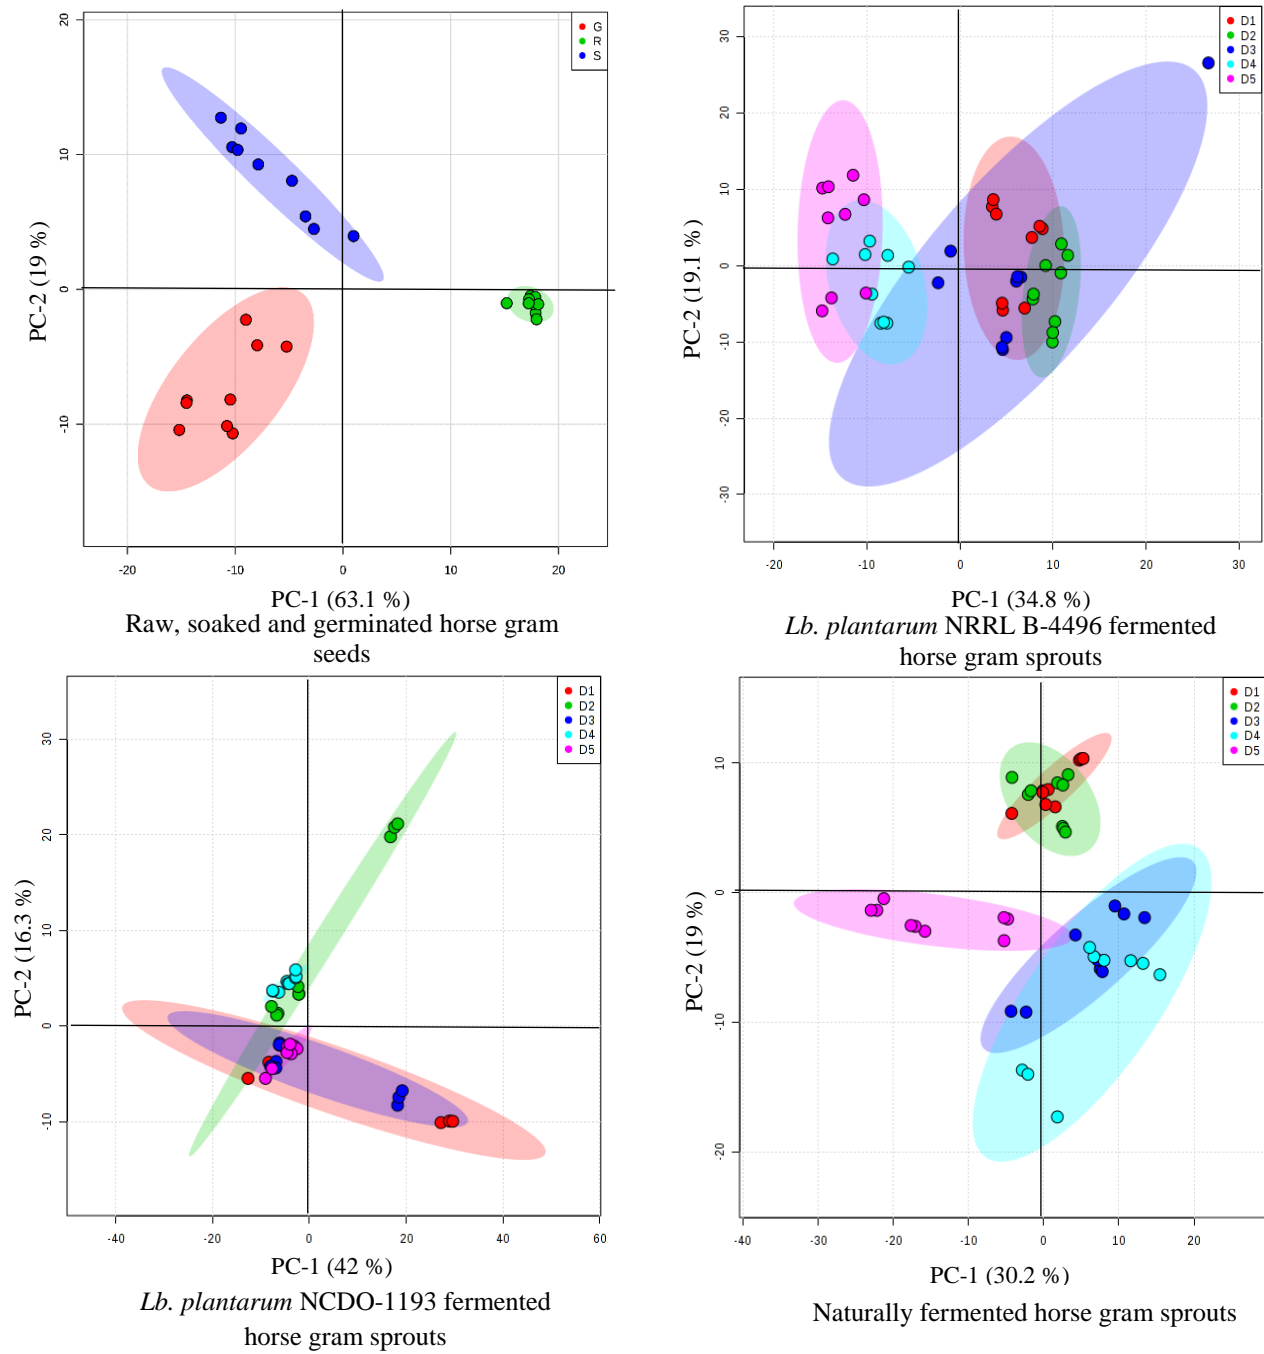 20
10
0
-10
-20
-10
0
10
20
G
R
S
PC-2 (19 %)
PC-1 (63.1 %)
Raw, soaked and germinated horse gram
seeds
30
20
10
0
-10
-20
-30
-20
-10
0
10
20
30
D1
D2
D3
D4
D5
PC-2 (19.1 %)
PC-1 (34.8 %)
Lb. plantarum NRRL B-4496 fermented
horse gram sprouts
30
20
10
0
-10
-40
-20
0
20
40
60
D1
D2
D3
D4
D5
PC-2 (16.3 %)
PC-1 (42 %)
Lb. plantarum NCDO-1193 fermented
horse gram sprouts
10
0
-10
-20
-40
-30
-20
-10
0
10
20
D1
D2
D3
D4
D5
PC-2 (19 %)
PC-1 (30.2 %)
Naturally fermented horse gram sprouts